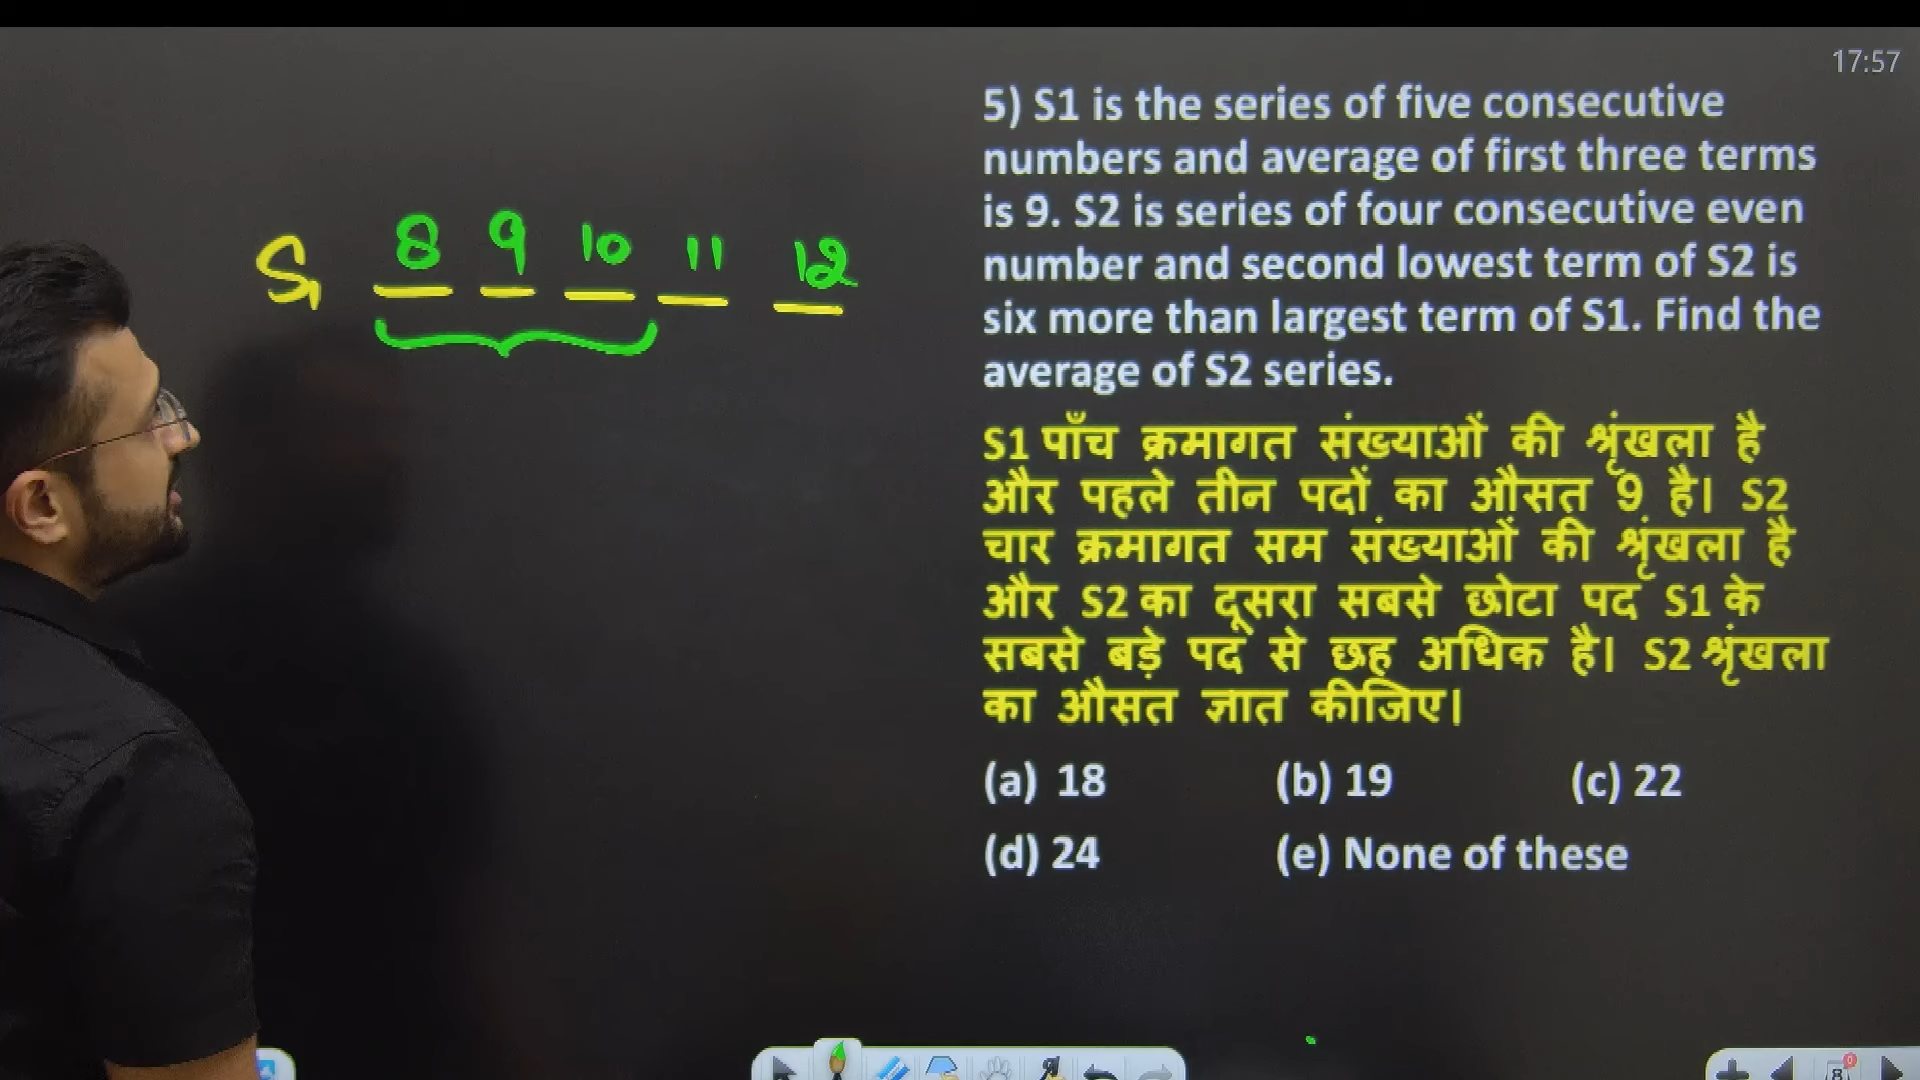 17:57
5) S1 is the series of five consecutive
numbers and average of first three terms
is 9. S2 is series of four consecutive even
number and second lowest term of S2 is
six more than largest term of S1. Find the
average of S2 series.
S1 8 9 10 11 12
S1 पाँच क्रमागत संख्याओं की श्रृंखला है
और पहले तीन पदों का औसत 9 है। S2
चार क्रमागत सम संख्याओं की श्रृंखला है
और S2 का दूसरा सबसे छोटा पद S1 के
सबसे बड़े पद से छह अधिक है। S2 श्रृंखला
का औसत ज्ञात कीजिए।
(a) 18 (b) 19 (c) 22
(d) 24 (e) None of these
8 0